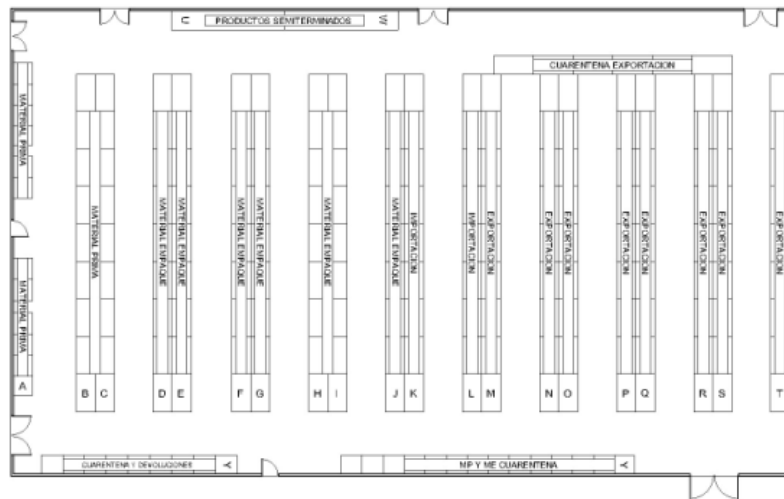 U PRODUCTOS SEMITERMINADOS W
CUARENTENA EXPORTACION
MATERIAL PRIMA
MATERIAL PRIMA
MATERIAL PRIMA
MATERIAL EMPAQUE
MATERIAL EMPAQUE
MATERIAL EMPAQUE
MATERIAL EMPAQUE
MATERIAL EMPAQUE
MATERIAL EMPAQUE
IMPORTACION
IMPORTACION
EXPORTACION
EXPORTACION
EXPORTACION
EXPORTACION
EXPORTACION
EXPORTACION
EXPORTACION
EXPORTACION
A B C D E F G H I J K L M N O P Q R S T
CUARENTENA Y DEVOLUCIONES Y
MP Y ME CUARENTENA Y